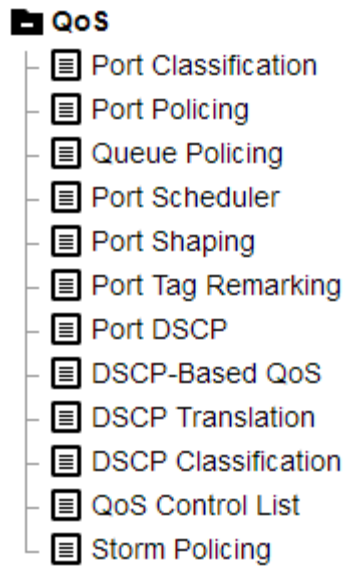 QoS
Port Classification
Port Policing
Queue Policing
Port Scheduler
Port Shaping
Port Tag Remarking
Port DSCP
DSCP-Based QoS
DSCP Translation
DSCP Classification
QoS Control List
Storm Policing